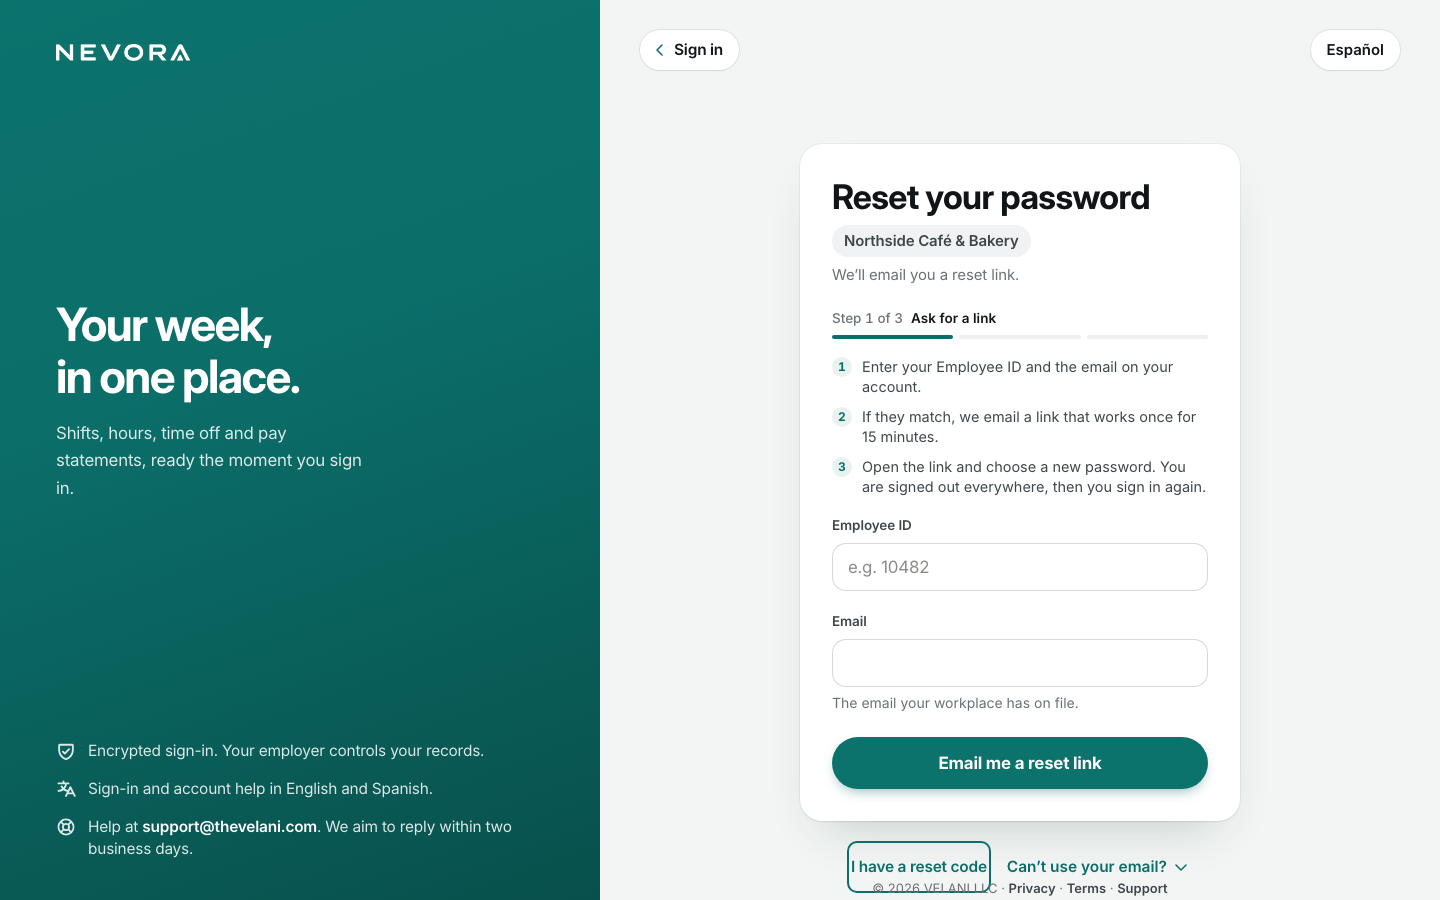 NEVORA
Your week,
in one place.
Shifts, hours, time off and pay
statements, ready the moment you sign
in.
Encrypted sign-in. Your employer controls your records.
Sign-in and account help in English and Spanish.
Help at support@thevelani.com. We aim to reply within two
business days.
Sign in
Español
Reset your password
Northside Café & Bakery
We’ll email you a reset link.
Step 1 of 3 Ask for a link
1 Enter your Employee ID and the email on your
account.
2 If they match, we email a link that works once for
15 minutes.
3 Open the link and choose a new password. You
are signed out everywhere, then you sign in again.
Employee ID
e.g. 10482
Email
The email your workplace has on file.
Email me a reset link
I have a reset code Can’t use your email?
© 2026 VELANI LLC · Privacy · Terms · Support